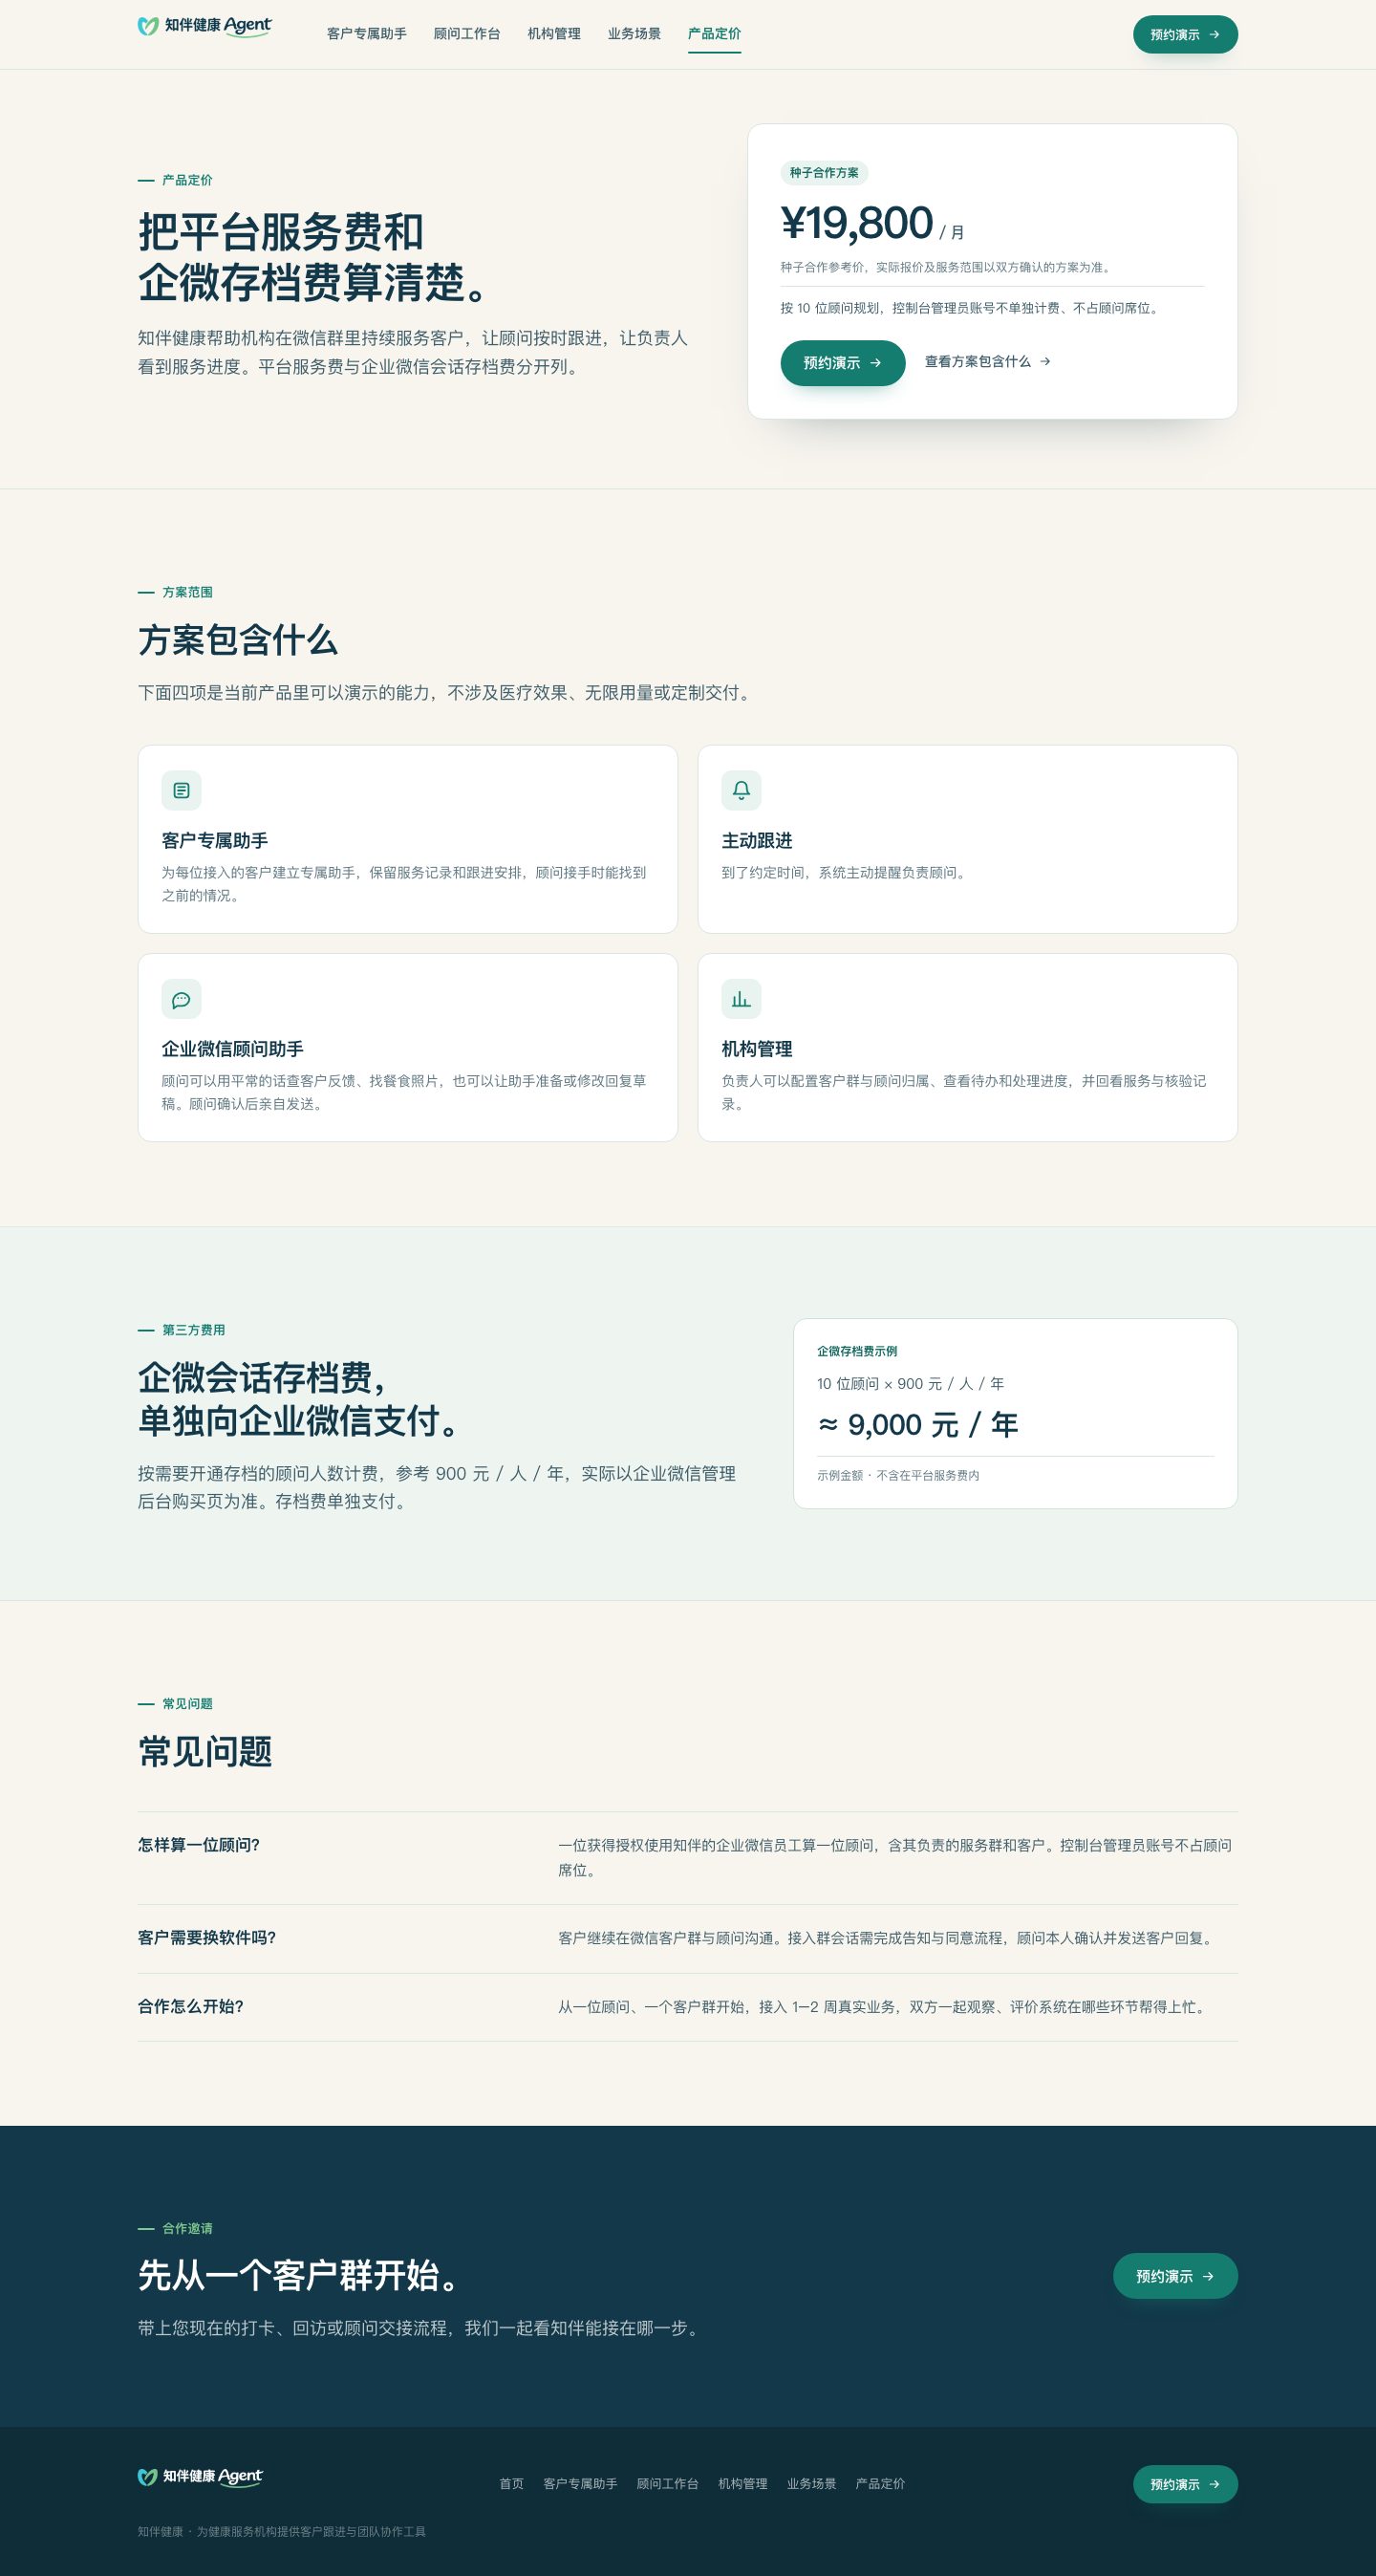 知伴健康 Agent
客户专属助手
顾问工作台
机构管理
业务场景
产品定价
预约演示 →
产品定价
把平台服务费和
企微存档费算清楚。
知伴健康帮助机构在微信群里持续服务客户，让顾问按时跟进，让负责人
看到服务进度。平台服务费与企业微信会话存档费分开列。
种子合作方案
¥19,800 / 月
种子合作参考价，实际报价及服务范围以双方确认的方案为准。
按 10 位顾问规划，控制台管理员账号不单独计费、不占顾问席位。
预约演示 →
查看方案包含什么 →
方案范围
方案包含什么
下面四项是当前产品里可以演示的能力，不涉及医疗效果、无限用量或定制交付。
客户专属助手
为每位接入的客户建立专属助手，保留服务记录和跟进安排，顾问接手时能找到
之前的情况。
主动跟进
到了约定时间，系统主动提醒负责顾问。
企业微信顾问助手
顾问可以用平常的话查客户反馈、找餐食照片，也可以让助手准备或修改回复草
稿。顾问确认后亲自发送。
机构管理
负责人可以配置客户群与顾问归属、查看待办和处理进度，并回看服务与核验记
录。
第三方费用
企微会话存档费，
单独向企业微信支付。
按需要开通存档的顾问人数计费，参考 900 元 / 人 / 年，实际以企业微信管理
后台购买页为准。存档费单独支付。
企微存档费示例
10 位顾问 × 900 元 / 人 / 年
≈ 9,000 元 / 年
示例金额 · 不含在平台服务费内
常见问题
常见问题
怎样算一位顾问？
一位获得授权使用知伴的企业微信员工算一位顾问，含其负责的服务群和客户。控制台管理员账号不占顾问
席位。
客户需要换软件吗？
客户继续在微信客户群与顾问沟通。接入群会话需完成告知与同意流程，顾问本人确认并发送客户回复。
合作怎么开始？
从一位顾问、一个客户群开始，接入 1—2 周真实业务，双方一起观察、评价系统在哪些环节帮得上忙。
合作邀请
先从一个客户群开始。
带上您现在的打卡、回访或顾问交接流程，我们一起看知伴能接在哪一步。
预约演示 →
知伴健康 Agent
首页
客户专属助手
顾问工作台
机构管理
业务场景
产品定价
预约演示 →
知伴健康 · 为健康服务机构提供客户跟进与团队协作工具